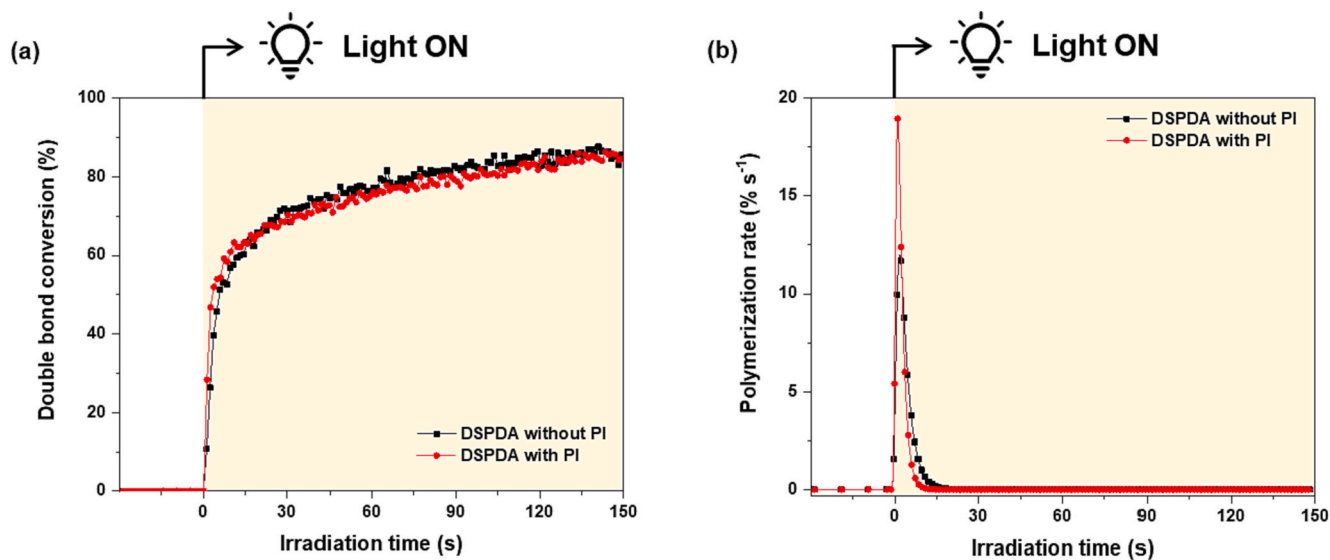 (a)
Light ON
100
80
60
40
20
0
Double bond conversion (%)
DSPDA without PI
DSPDA with PI
0 30 60 90 120 150
Irradiation time (s)
(b)
Light ON
20
15
10
5
0
Polymerization rate (% s⁻¹)
DSPDA without PI
DSPDA with PI
0 30 60 90 120 150
Irradiation time (s)